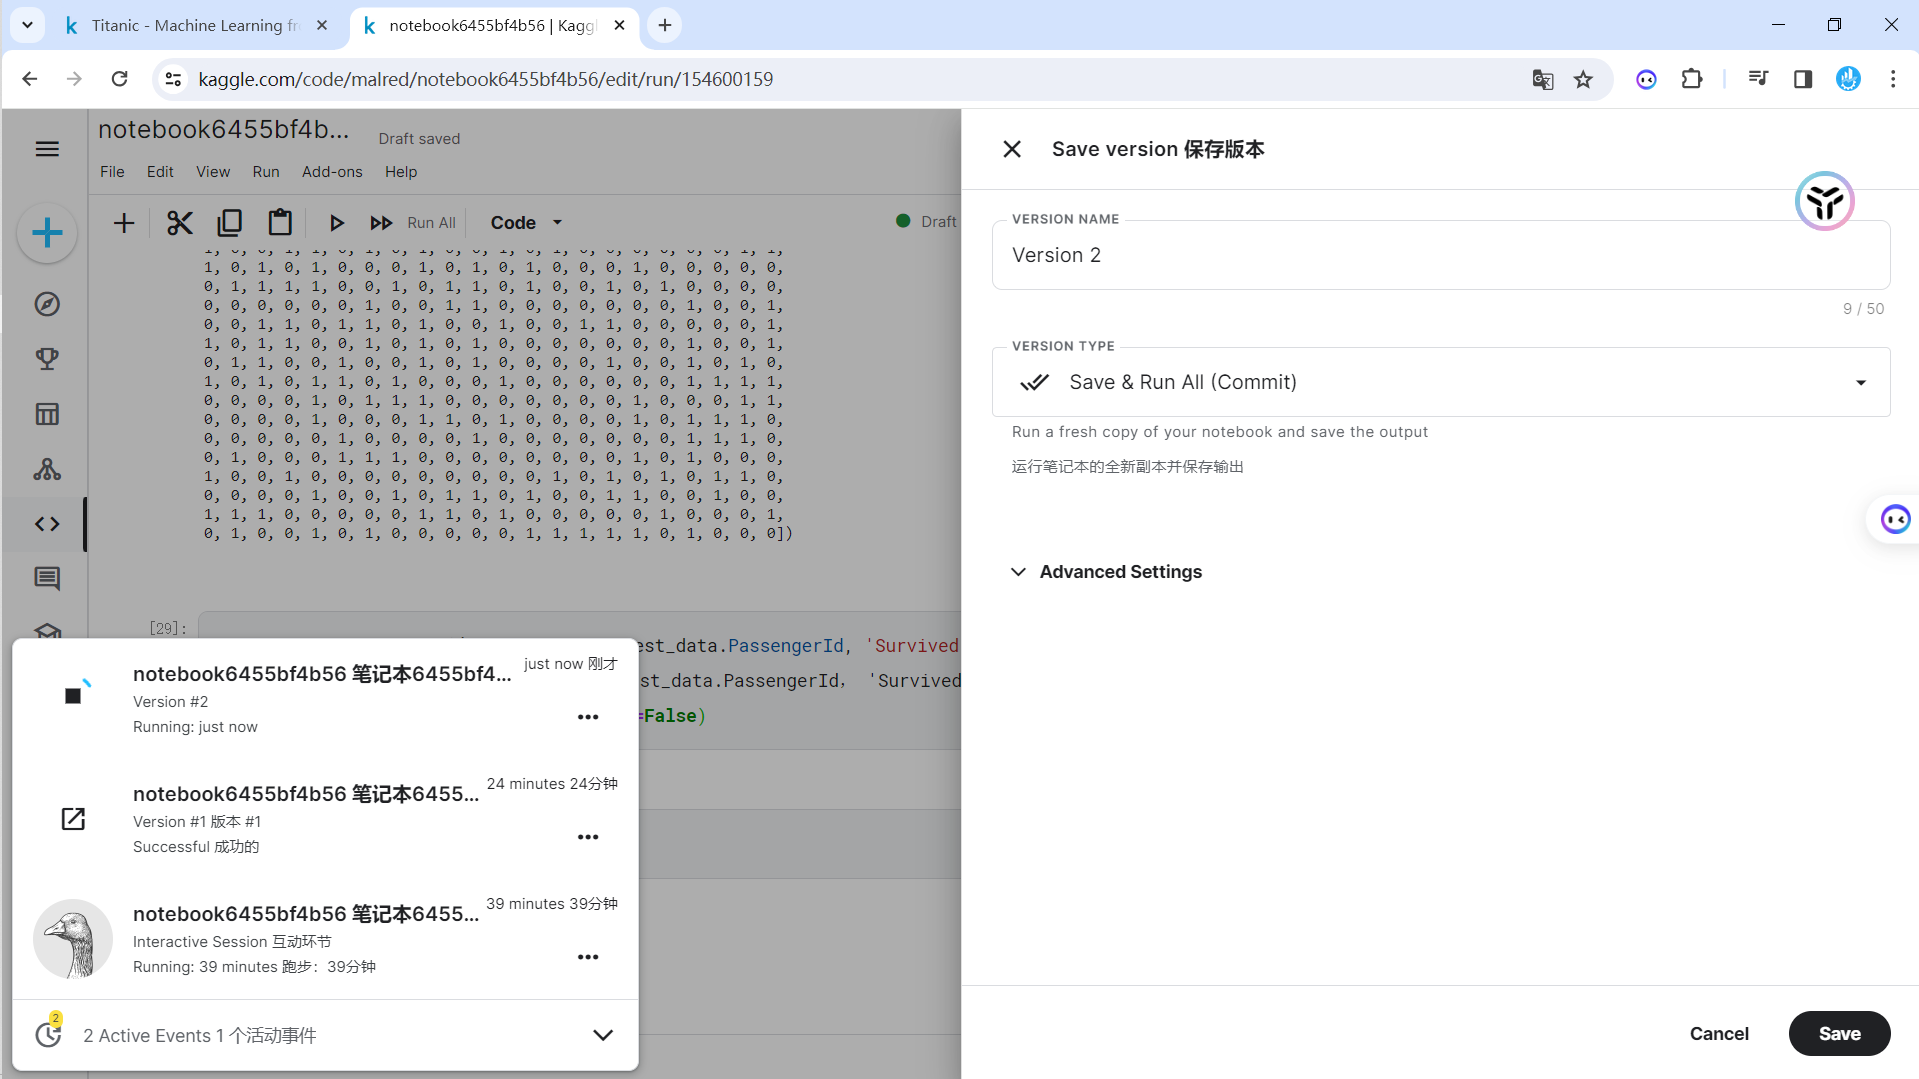 Titanic - Machine Learning fr
notebook6455bf4b56 | Kaggl
kaggle.com/code/malred/notebook6455bf4b56/edit/run/154600159
notebook6455bf4b...
Draft saved
File Edit View Run Add-ons Help
Run All
Code
Draft
1, 0, 1, 0, 1, 0, 0, 0, 1, 0, 1, 0, 1, 0, 0, 0, 1, 0, 0, 0, 0, 0,
0, 1, 1, 1, 1, 0, 0, 1, 0, 1, 1, 0, 1, 0, 0, 1, 0, 1, 0, 0, 0, 0,
0, 0, 0, 0, 0, 0, 1, 0, 0, 1, 1, 0, 0, 0, 0, 0, 0, 0, 1, 0, 0, 1,
0, 0, 1, 1, 0, 1, 1, 0, 1, 0, 0, 1, 0, 0, 1, 1, 0, 0, 0, 0, 0, 1,
1, 0, 1, 1, 0, 0, 1, 0, 1, 0, 1, 0, 0, 0, 0, 0, 0, 0, 1, 0, 0, 1,
0, 1, 1, 0, 0, 1, 0, 0, 1, 0, 1, 0, 0, 0, 0, 1, 0, 0, 1, 0, 1, 0,
1, 0, 1, 0, 1, 1, 0, 1, 0, 0, 0, 1, 0, 0, 0, 0, 0, 0, 1, 1, 1, 1,
0, 0, 0, 0, 1, 0, 1, 1, 1, 0, 0, 0, 0, 0, 0, 0, 1, 0, 0, 0, 1, 1,
0, 0, 0, 0, 1, 0, 0, 0, 1, 1, 0, 1, 0, 0, 0, 0, 1, 0, 1, 1, 1, 0,
0, 0, 0, 0, 0, 1, 0, 0, 0, 0, 1, 0, 0, 0, 0, 0, 0, 0, 1, 1, 1, 0,
0, 1, 0, 0, 0, 1, 1, 1, 0, 0, 0, 0, 0, 0, 0, 0, 1, 0, 1, 0, 0, 0,
1, 0, 0, 1, 0, 0, 0, 0, 0, 0, 0, 0, 0, 0, 1, 0, 1, 0, 1, 0, 1, 1, 0,
0, 0, 0, 0, 1, 0, 0, 1, 0, 1, 1, 0, 1, 0, 0, 1, 1, 0, 0, 1, 0, 0,
1, 1, 1, 0, 0, 0, 0, 0, 1, 1, 0, 1, 0, 0, 0, 0, 0, 1, 0, 0, 0, 1,
0, 1, 0, 0, 1, 0, 1, 0, 0, 0, 0, 0, 1, 1, 1, 1, 1, 0, 1, 0, 0, 0])
[29]:
est_data.PassengerId, 'Survived
st_data.PassengerId, 'Survived
=False)
notebook6455bf4b56 笔记本6455bf4...
just now 刚才
Version #2
Running: just now
notebook6455bf4b56 笔记本6455...
24 minutes 24分钟
Version #1 版本 #1
Successful 成功的
notebook6455bf4b56 笔记本6455...
39 minutes 39分钟
Interactive Session 互动环节
Running: 39 minutes 跑步：39分钟
2
2 Active Events 1 个活动事件
Save version 保存版本
VERSION NAME
Version 2
9 / 50
VERSION TYPE
Save & Run All (Commit)
Run a fresh copy of your notebook and save the output
运行笔记本的全新副本并保存输出
Advanced Settings
Cancel
Save